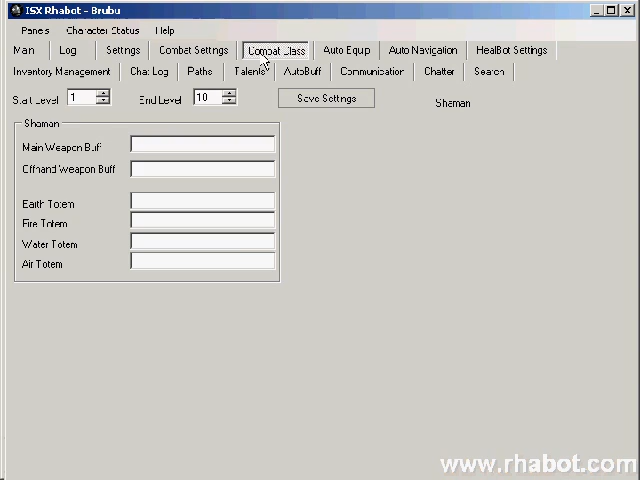 ISX Rhabot - Brubu
Panels Character Status Help
Main Log Settings Combat Settings Combat Class Auto Equip Auto Navigation HealBot Settings
Inventory Management Chat Log Paths Talents AutoBuff Communication Chatter Search
Start Level 1 End Level 10 Save Settings Shaman
Shaman
Main Weapon Buff
Offhand Weapon Buff
Earth Totem
Fire Totem
Water Totem
Air Totem
www.rhabot.com